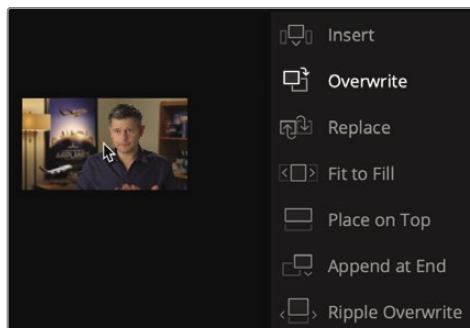 Insert
Overwrite
Replace
Fit to Fill
Place on Top
Append at End
Ripple Overwrite